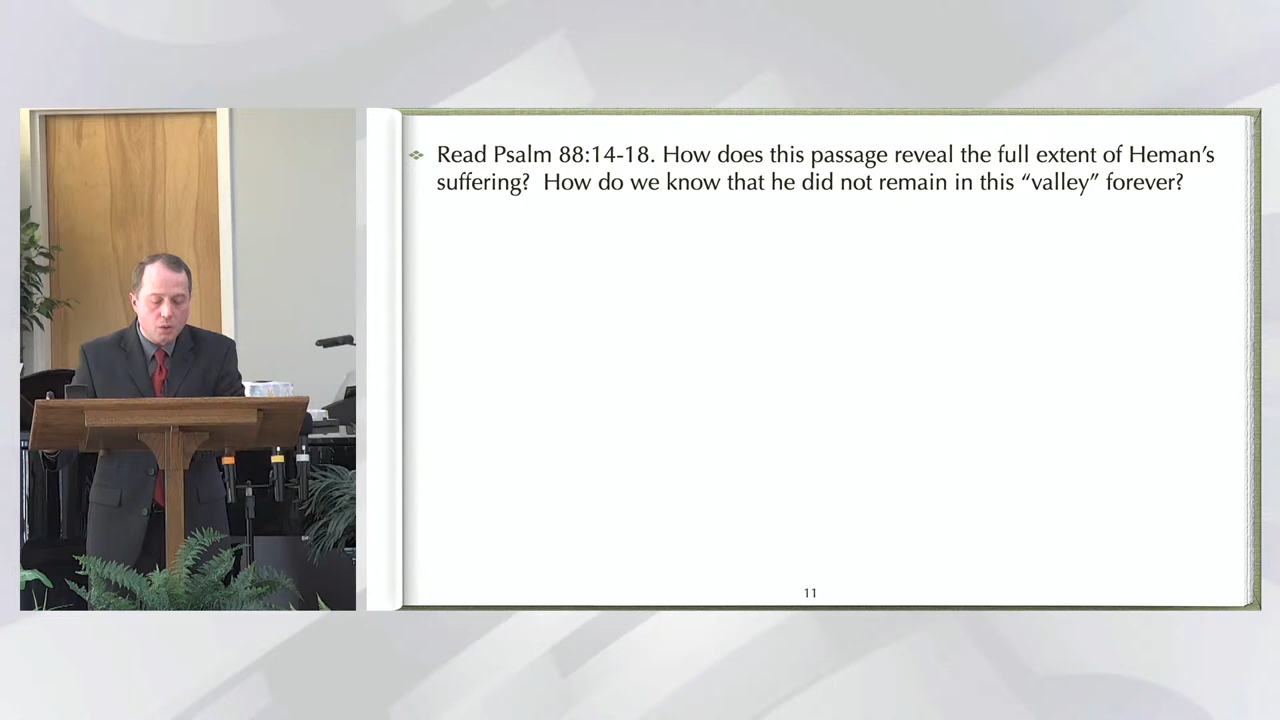 Read Psalm 88:14-18. How does this passage reveal the full extent of Heman’s
suffering?  How do we know that he did not remain in this “valley” forever?
11